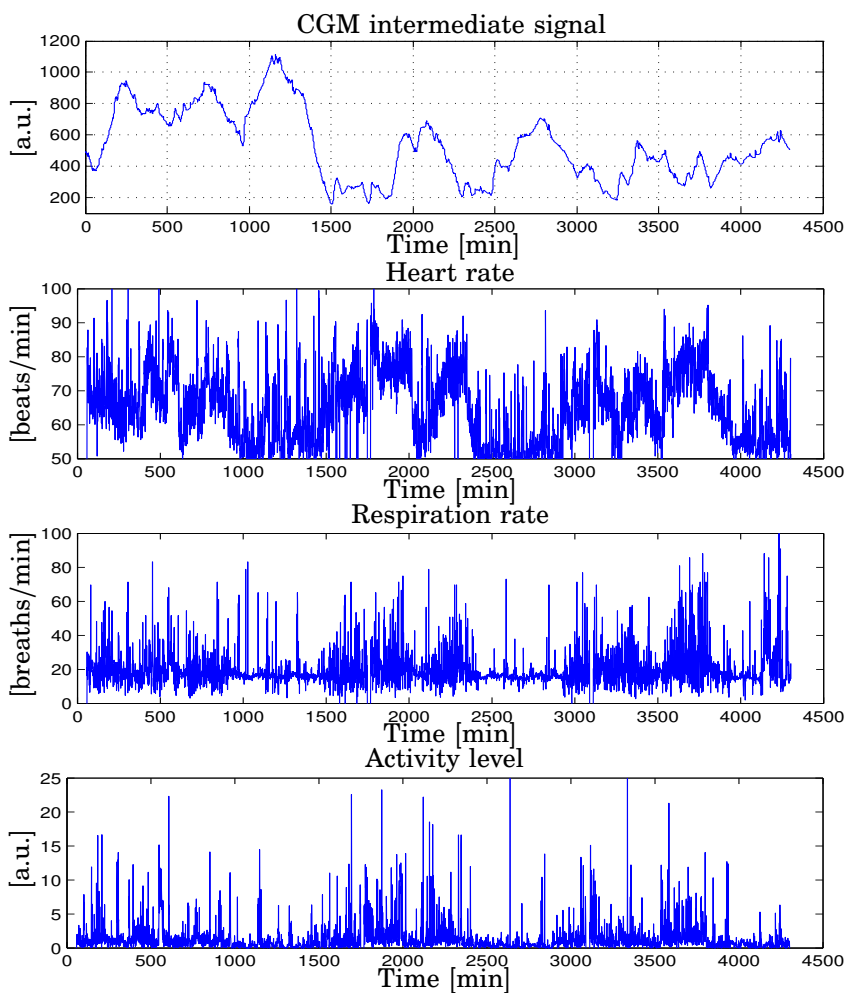 CGM intermediate signal
1200
1000
800
600
400
200
[a.u.]
0 500 1000 1500 2000 2500 3000 3500 4000 4500
Time [min]
Heart rate
100
90
80
70
60
50
[beats/min]
0 500 1000 1500 2000 2500 3000 3500 4000 4500
Time [min]
Respiration rate
100
80
60
40
20
0
[breaths/min]
0 500 1000 1500 2000 2500 3000 3500 4000 4500
Time [min]
Activity level
25
20
15
10
5
0
[a.u.]
0 500 1000 1500 2000 2500 3000 3500 4000 4500
Time [min]